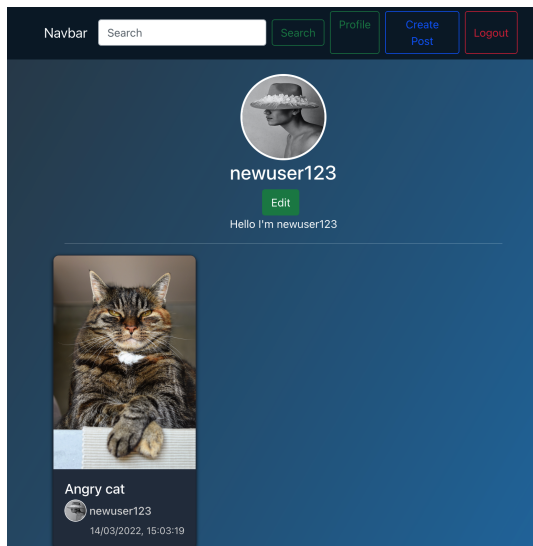 Navbar Search Search Profile Create Post Logout
newuser123
Edit
Hello I'm newuser123
Angry cat
newuser123
14/03/2022, 15:03:19